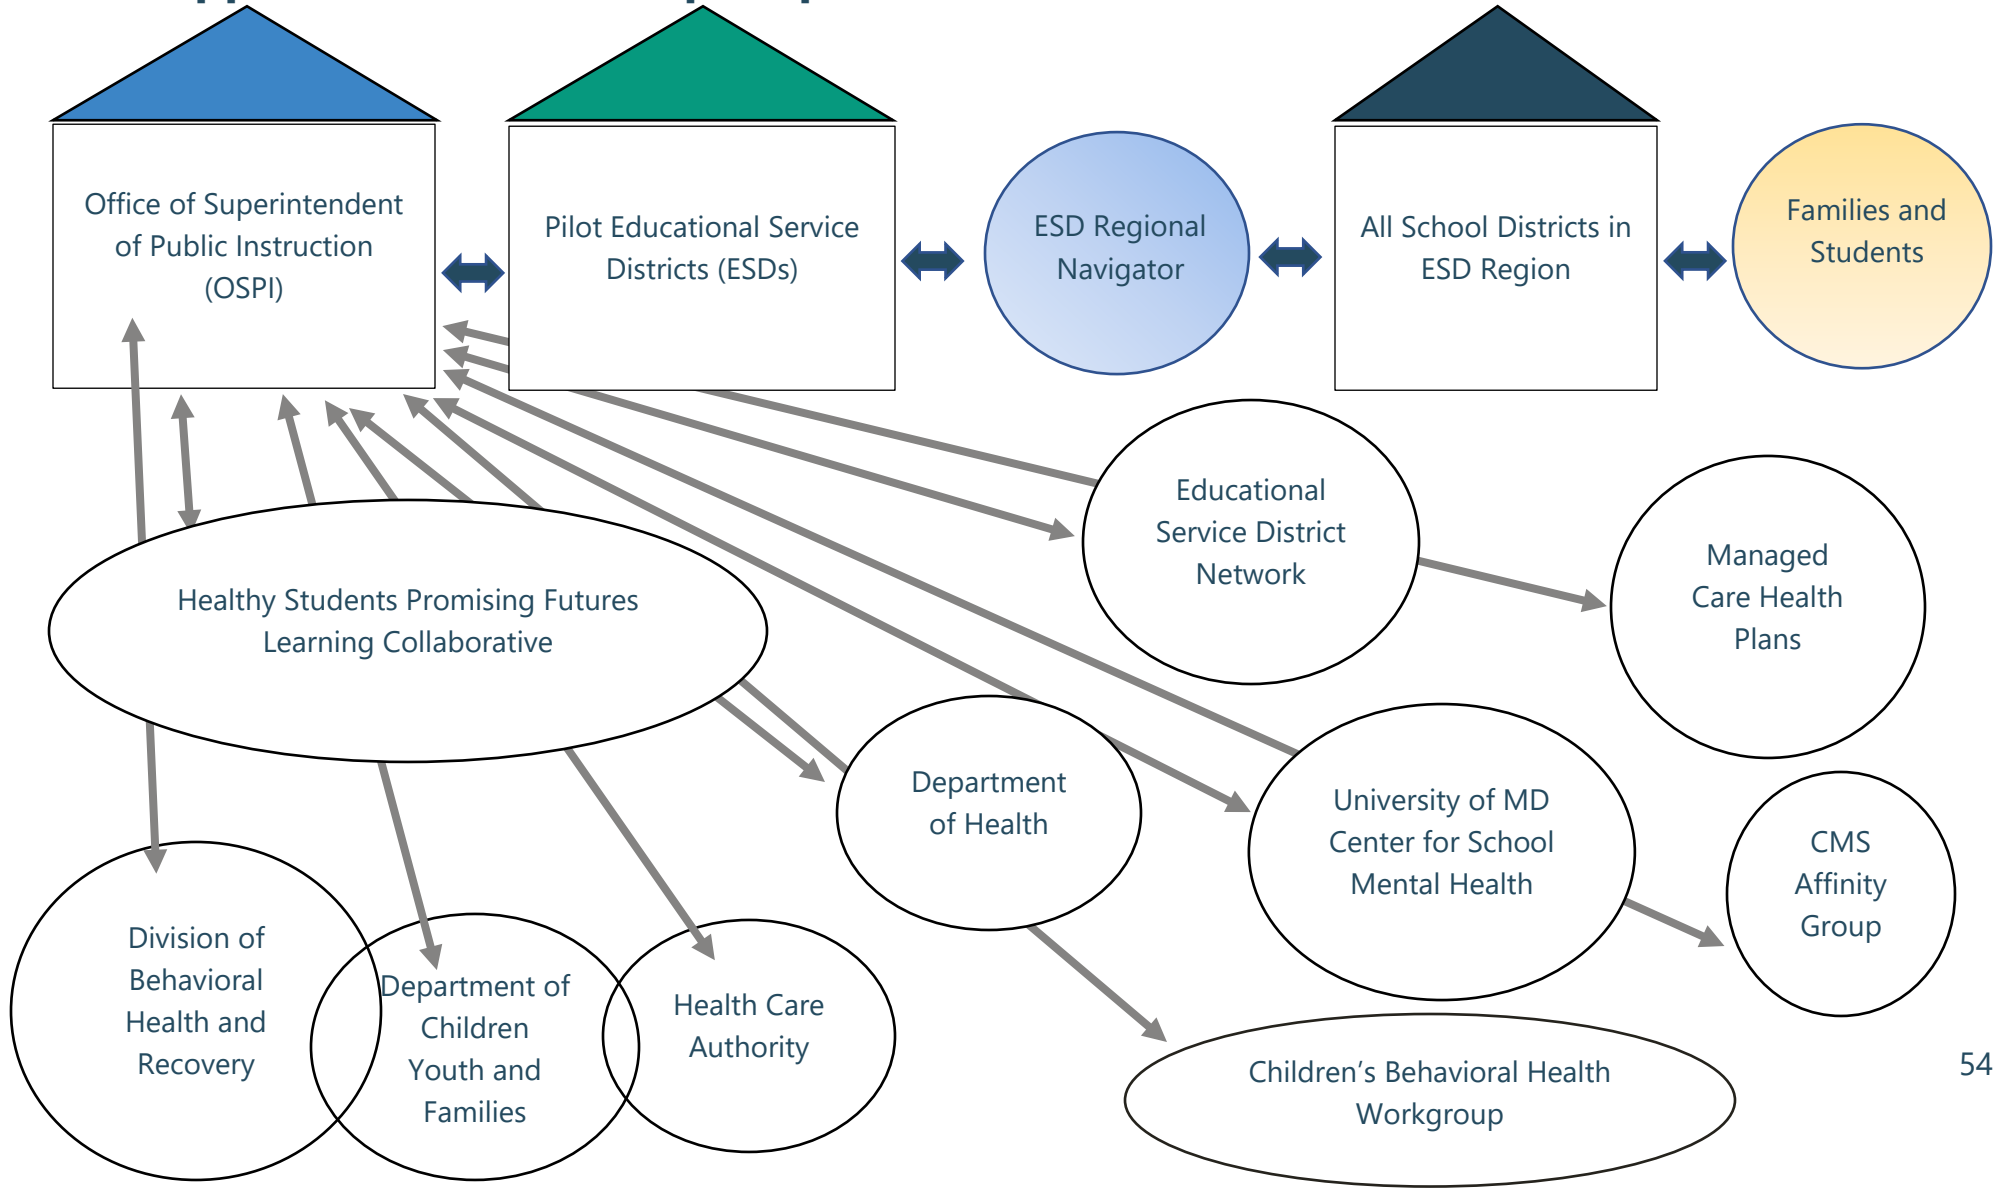 Office of Superintendent
of Public Instruction
(OSPI)
Pilot Educational Service
Districts (ESDs)
ESD Regional
Navigator
All School Districts in
ESD Region
Families and
Students
Educational
Service District
Network
Managed
Care Health
Plans
Healthy Students Promising Futures
Learning Collaborative
Department
of Health
University of MD
Center for School
Mental Health
CMS
Affinity
Group
Division of
Behavioral
Health and
Recovery
Department of
Children
Youth and
Families
Health Care
Authority
Children’s Behavioral Health
Workgroup
54